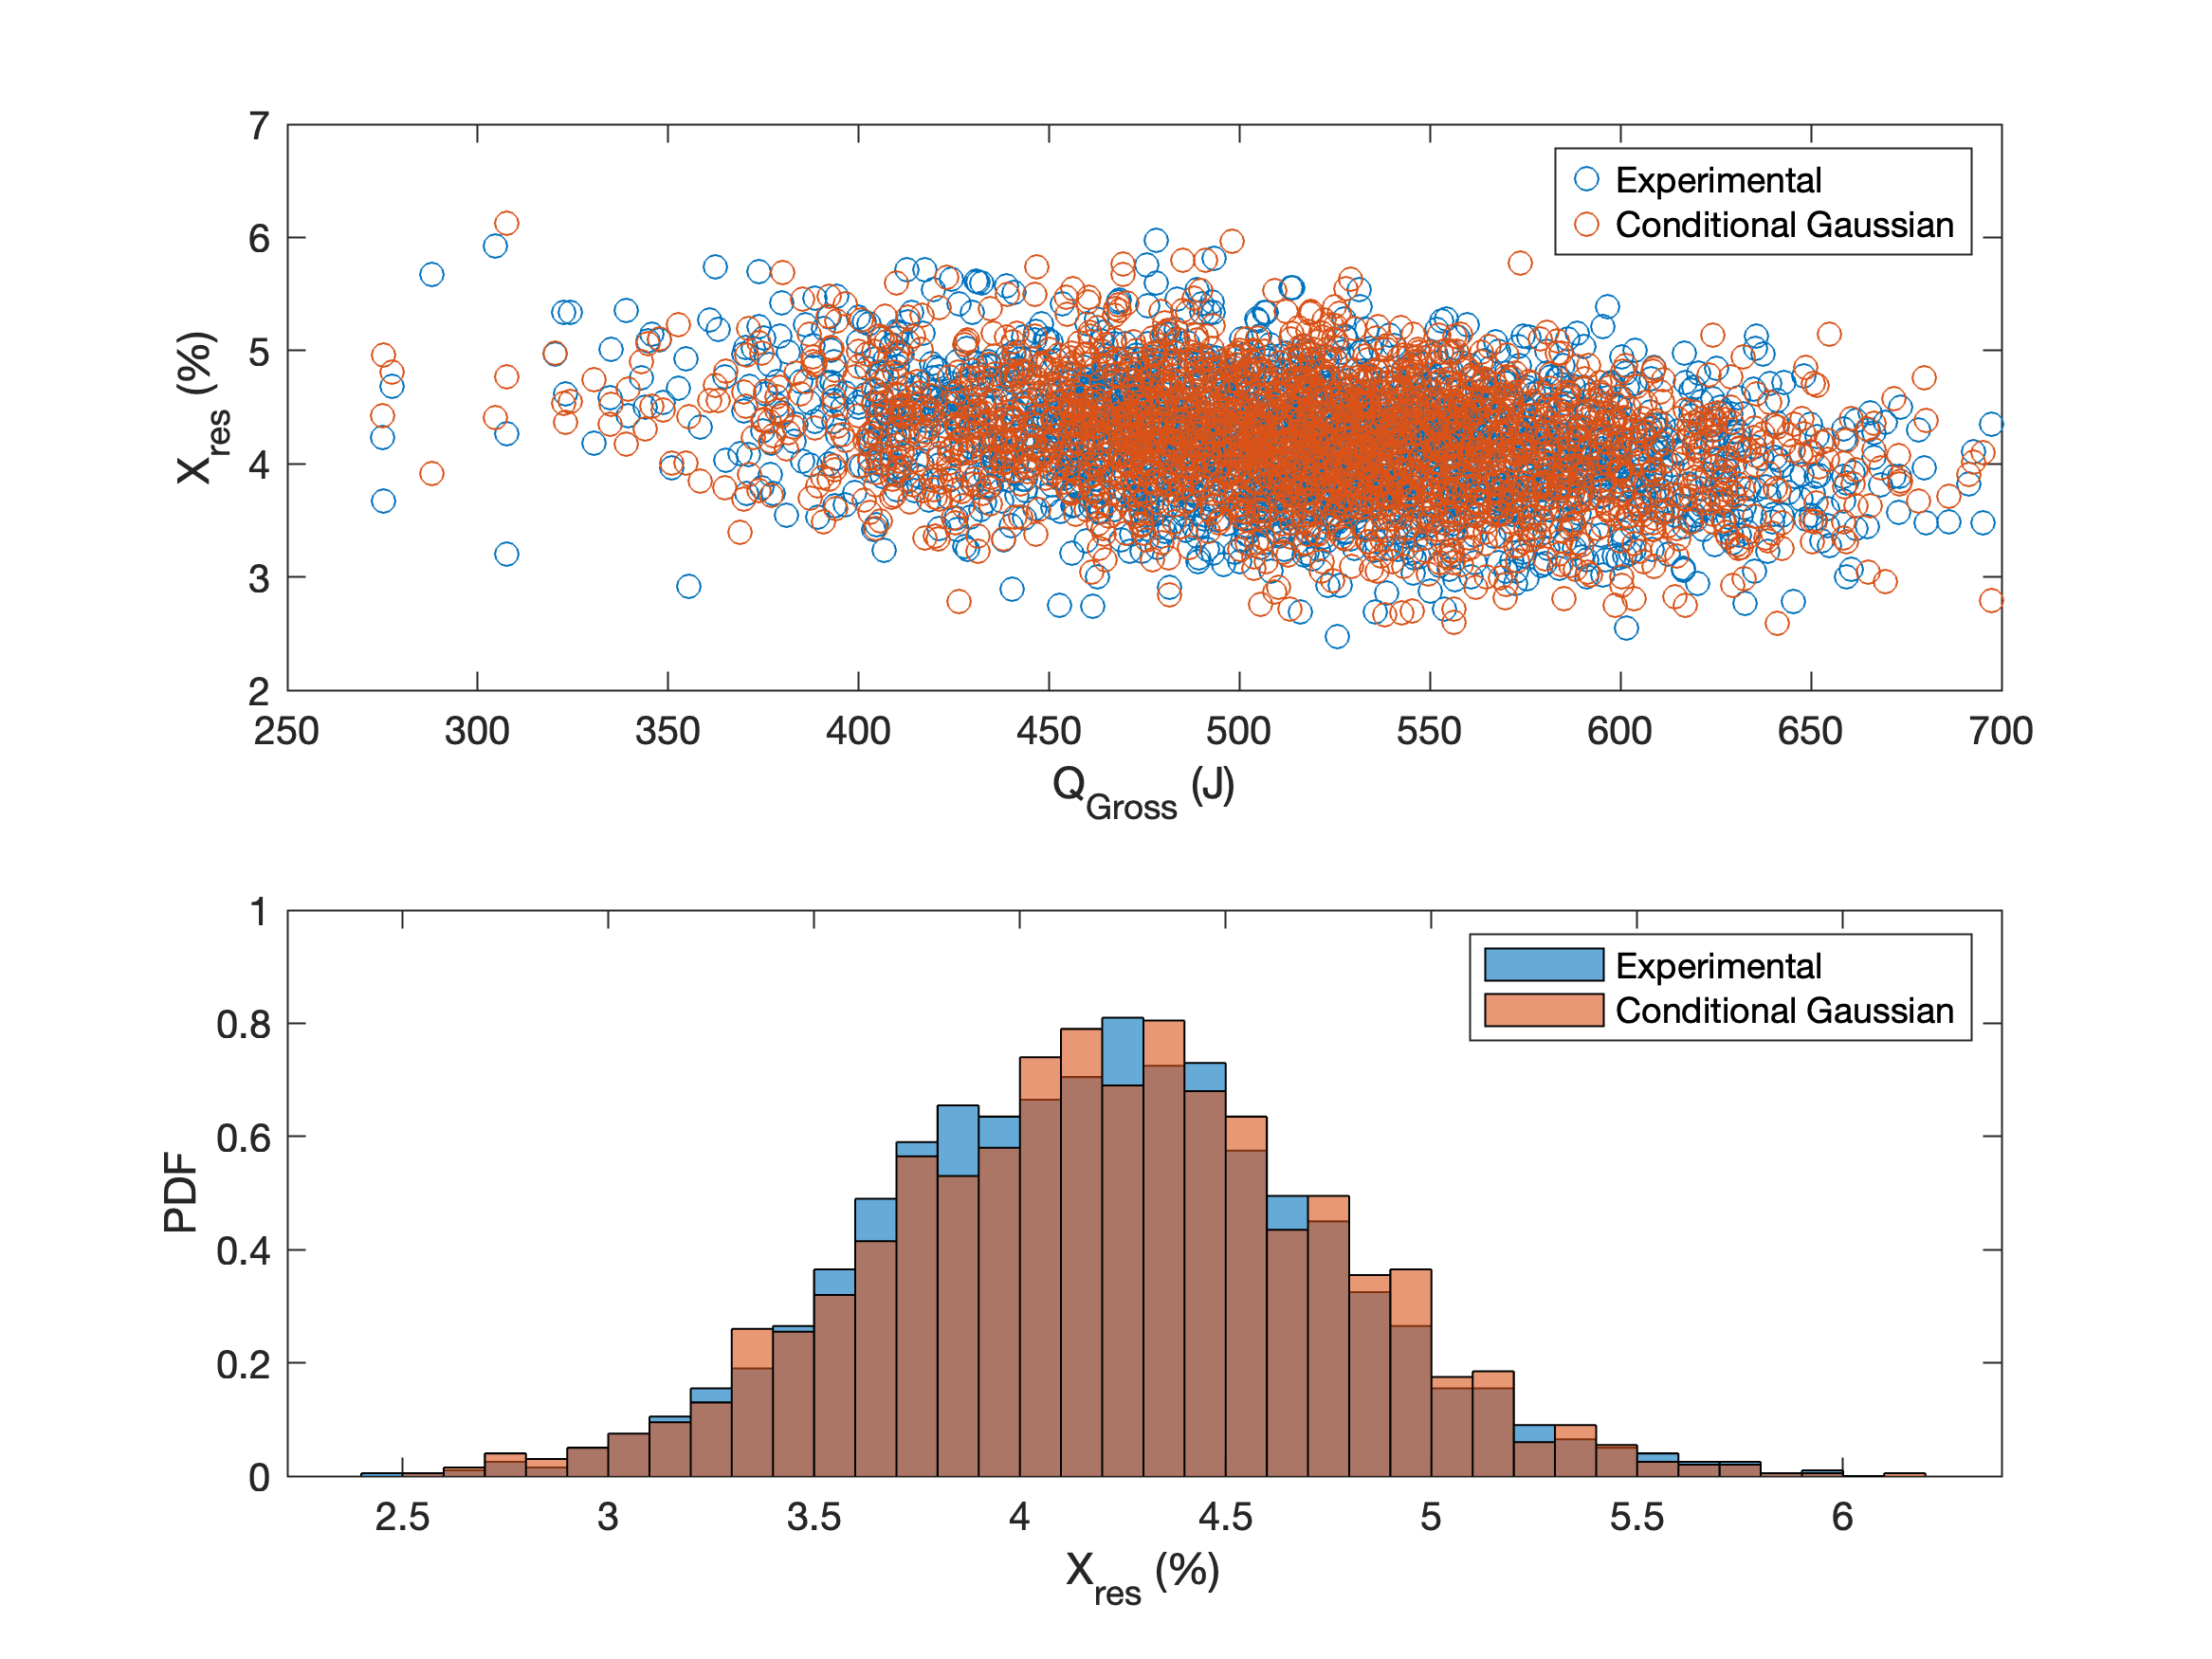 7
6
5
4
3
2
X_res (%)
Experimental
Conditional Gaussian
250 300 350 400 450 500 550 600 650 700
Q_Gross (J)
1
0.8
0.6
0.4
0.2
0
PDF
Experimental
Conditional Gaussian
2.5 3 3.5 4 4.5 5 5.5 6
X_res (%)